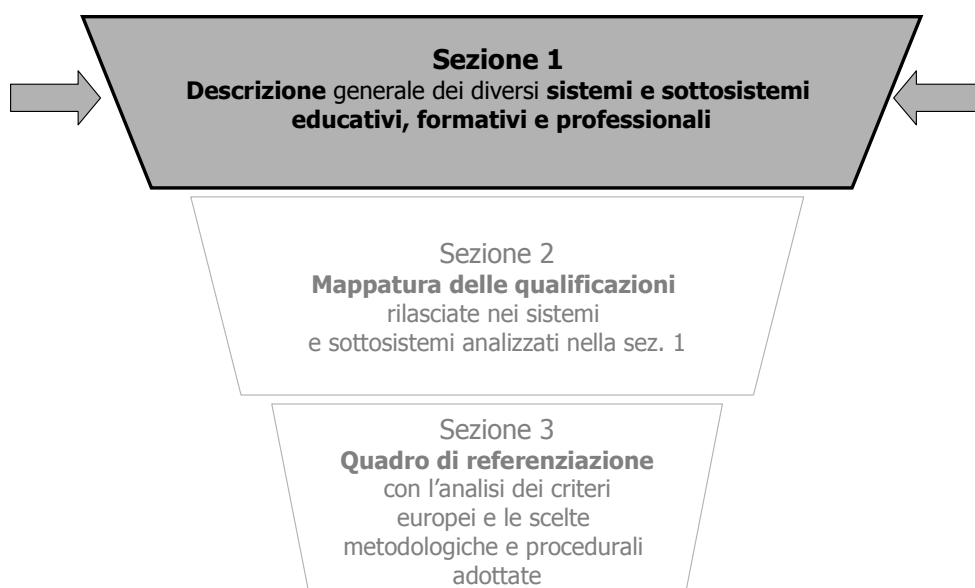 Sezione 1
Descrizione generale dei diversi sistemi e sottosistemi
educativi, formativi e professionali
Sezione 2
Mappatura delle qualificazioni
rilasciate nei sistemi
e sottosistemi analizzati nella sez. 1
Sezione 3
Quadro di referenziazione
con l’analisi dei criteri
europei e le scelte
metodologiche e procedurali
adottate